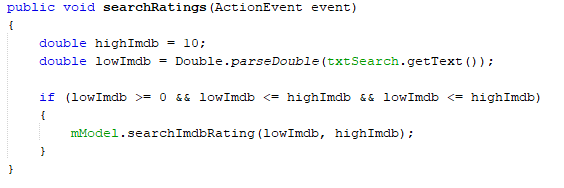 public void searchRatings(ActionEvent event)
{
    double highImdb = 10;
    double lowImdb = Double.parseDouble(txtSearch.getText());

    if (lowImdb >= 0 && lowImdb <= highImdb && lowImdb <= highImdb)
    {
        mModel.searchImdbRating(lowImdb, highImdb);
    }
}